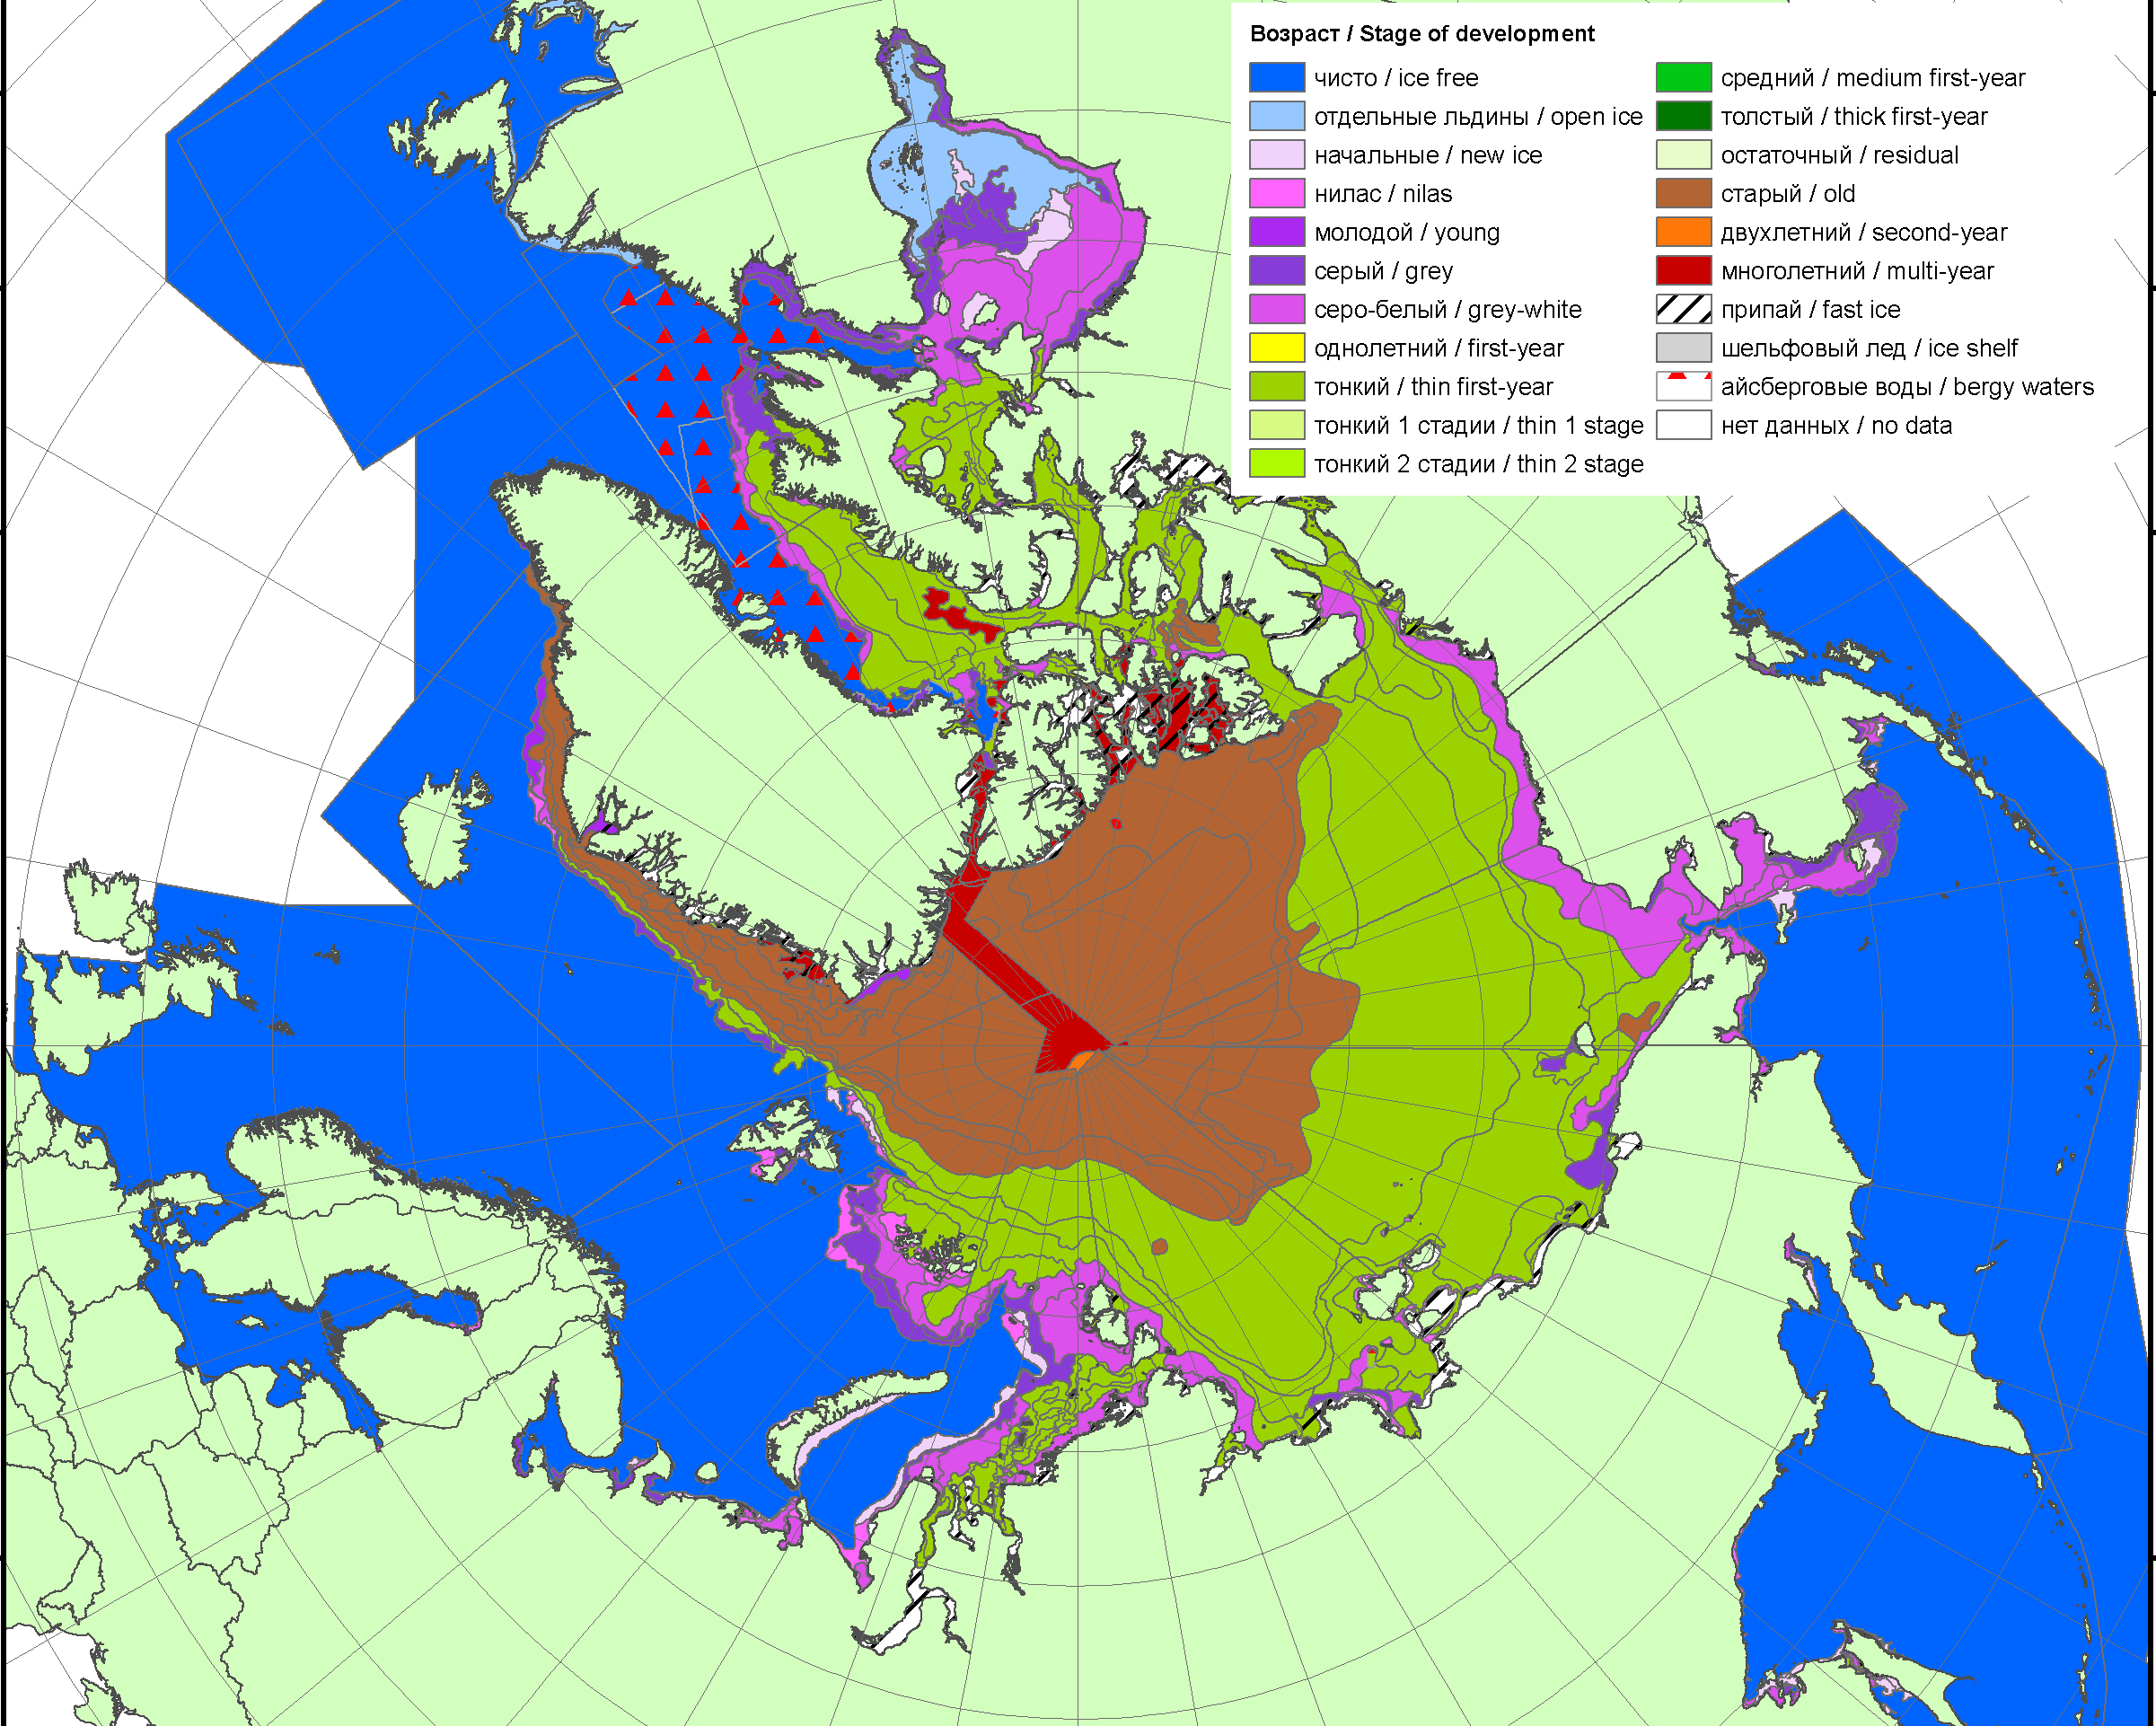 Возраст / Stage of development
чисто / ice free
отдельные льдины / open ice
начальные / new ice
нилас / nilas
молодой / young
серый / grey
серо-белый / grey-white
однолетний / first-year
тонкий / thin first-year
тонкий 1 стадии / thin 1 stage
тонкий 2 стадии / thin 2 stage
средний / medium first-year
толстый / thick first-year
остаточный / residual
старый / old
двухлетний / second-year
многолетний / multi-year
припай / fast ice
шельфовый лед / ice shelf
айсберговые воды / bergy waters
нет данных / no data